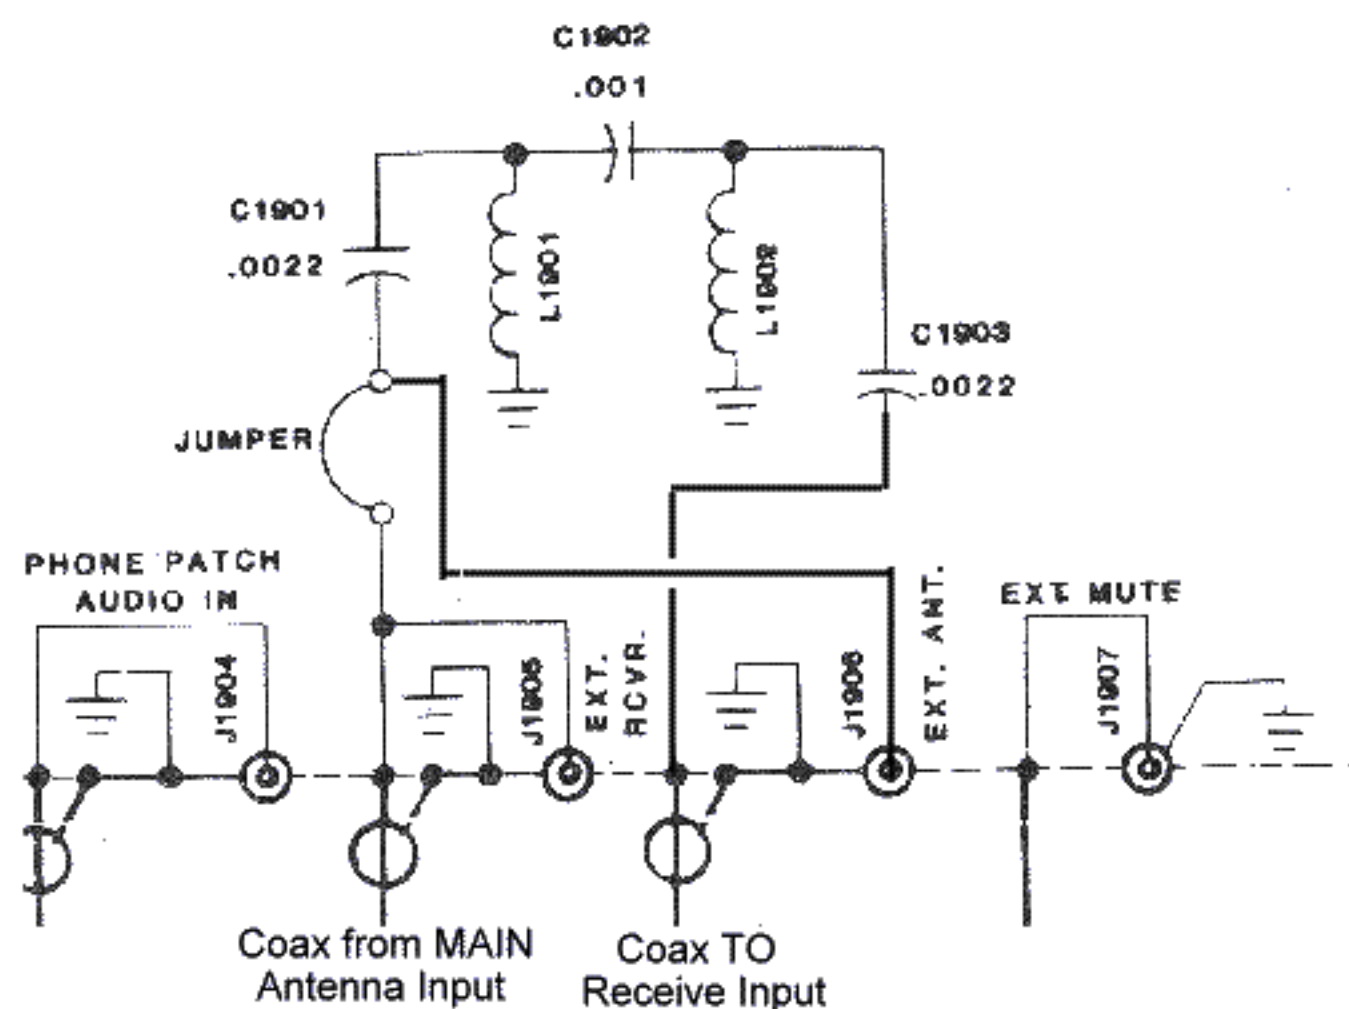 C1902
.001
C1901
.0022
L1901
L1902
C1903
.0022
JUMPER
PHONE PATCH
AUDIO IN
J1904
J1905
EXT.
RCVR.
J1906
EXT. ANT.
EXT. MUTE
J1907
Coax from MAIN
Antenna Input
Coax TO
Receive Input